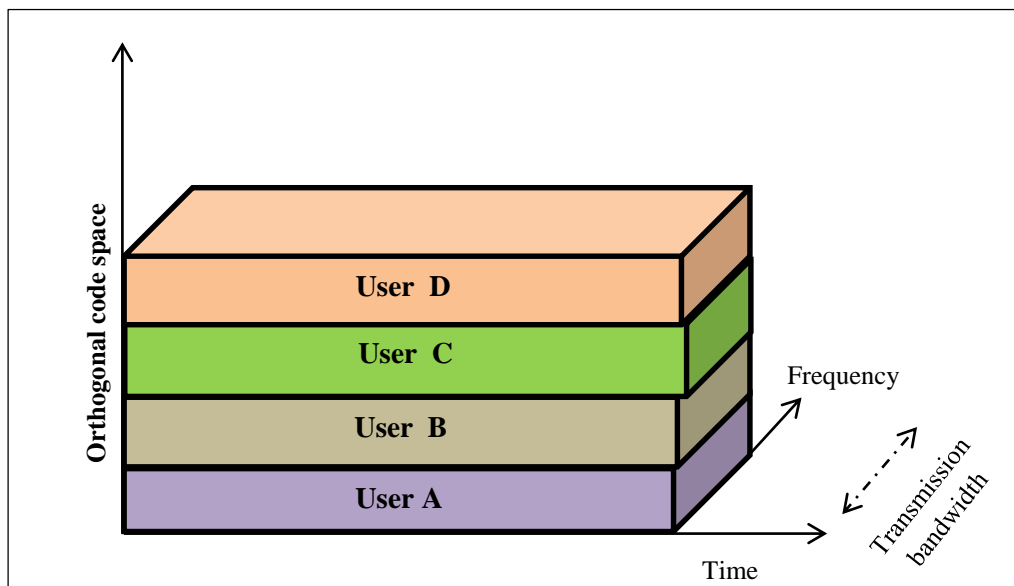 Orthogonal code space
User  D
User  C
User  B
User A
Frequency
Time
Transmission
bandwidth